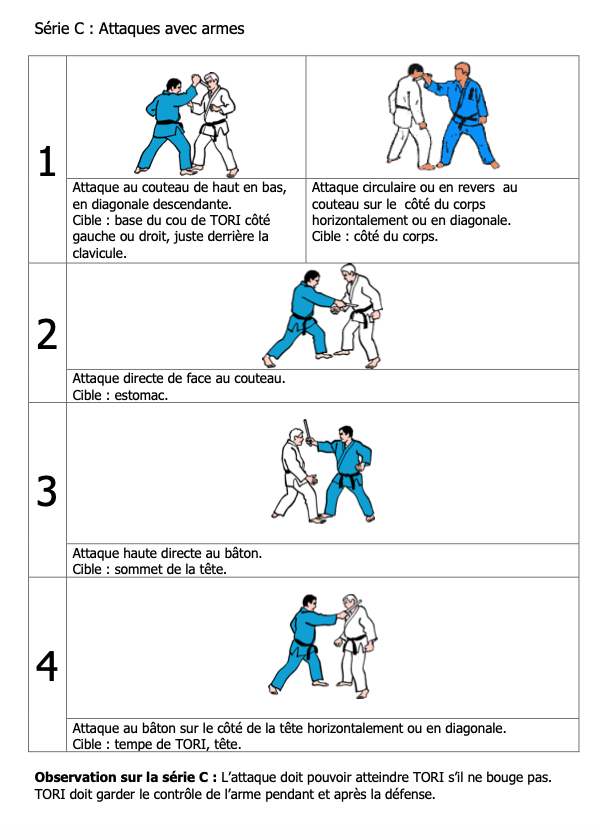 Série C : Attaques avec armes
1
Attaque au couteau de haut en bas,
en diagonale descendante.
Cible : base du cou de TORI côté
gauche ou droit, juste derrière la
clavicule.
Attaque circulaire ou en revers au
couteau sur le côté du corps
horizontalement ou en diagonale.
Cible : côté du corps.
2
Attaque directe de face au couteau.
Cible : estomac.
3
Attaque haute directe au bâton.
Cible : sommet de la tête.
4
Attaque au bâton sur le côté de la tête horizontalement ou en diagonale.
Cible : tempe de TORI, tête.
Observation sur la série C : L’attaque doit pouvoir atteindre TORI s’il ne bouge pas.
TORI doit garder le contrôle de l’arme pendant et après la défense.